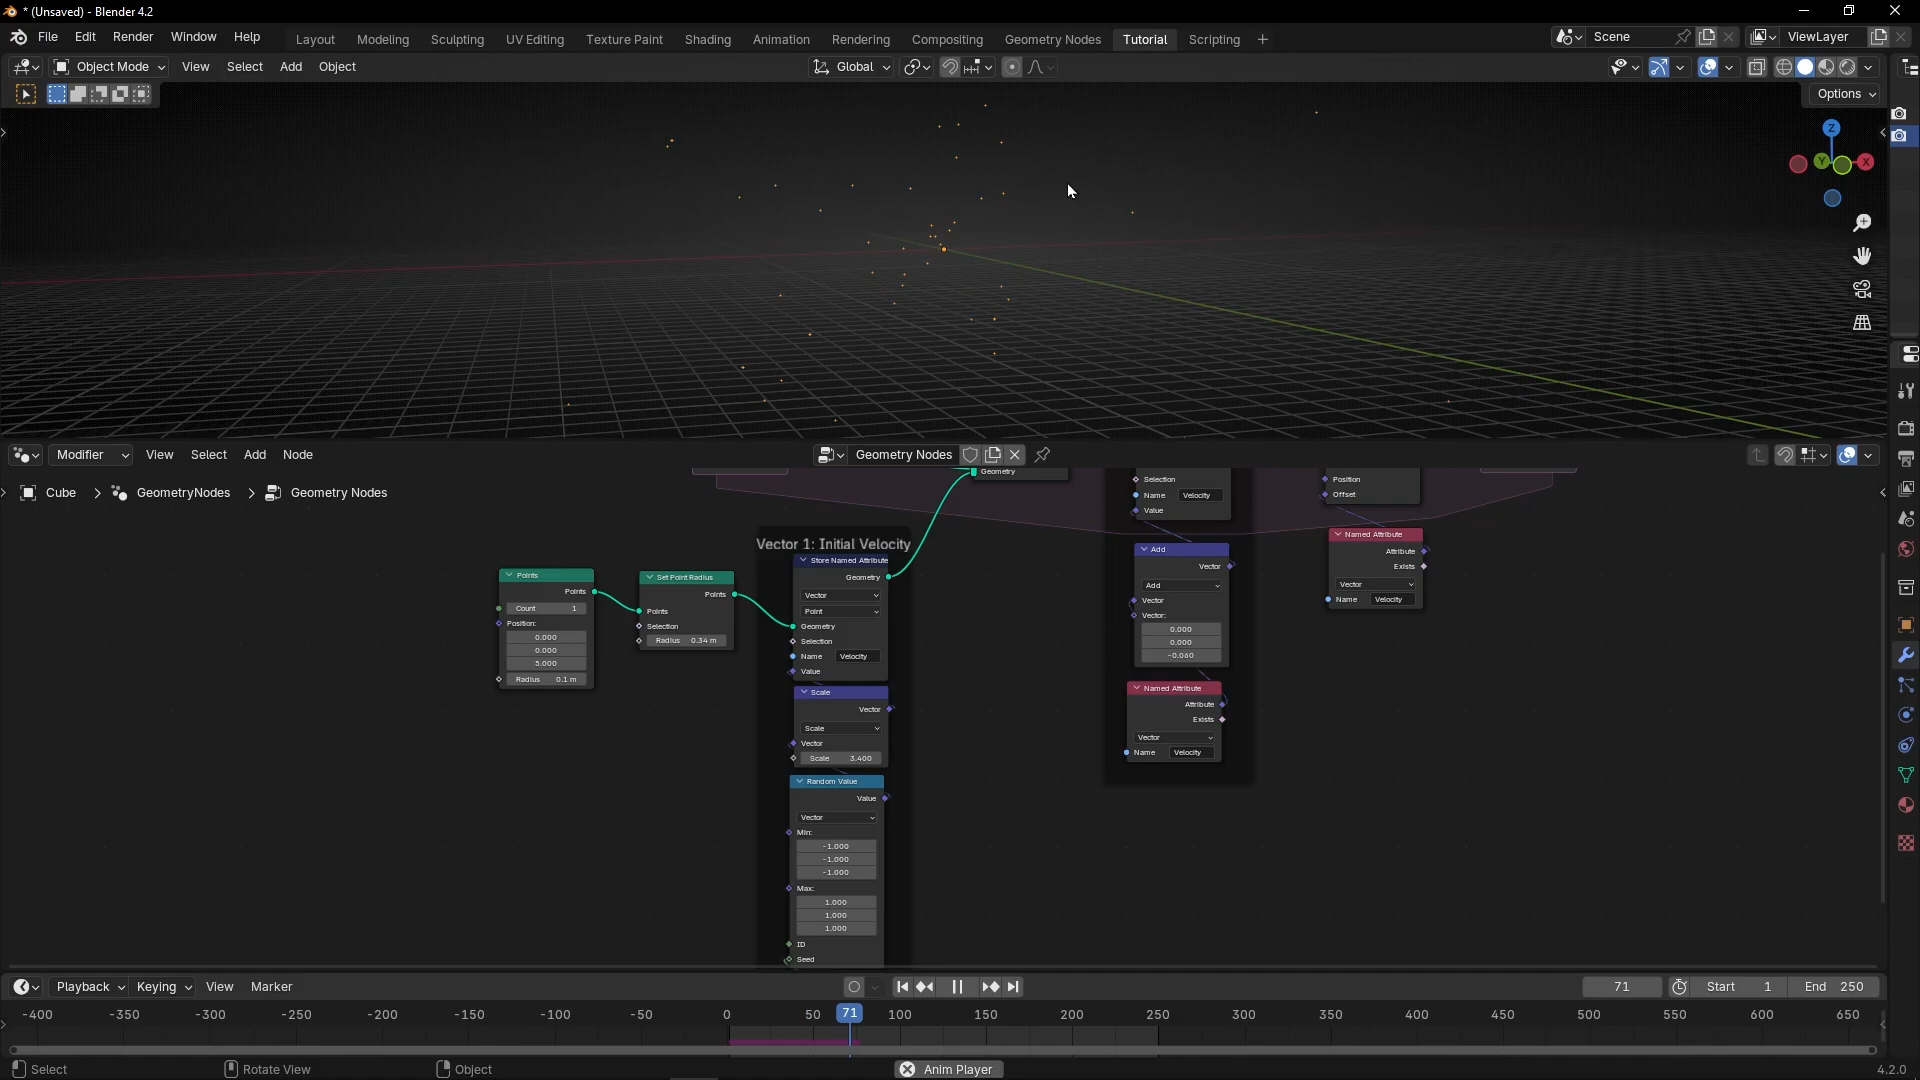 * (Unsaved) - Blender 4.2
File Edit Render Window Help Layout Modeling Sculpting UV Editing Texture Paint Shading Animation Rendering Compositing Geometry Nodes Tutorial Scripting + Scene ViewLayer
Object Mode View Select Add Object Global
Options
Z
Y X
Modifier View Select Add Node Geometry Nodes
Cube > GeometryNodes > Geometry Nodes
Geometry
Selection
Name Velocity
Value
Position
Offset
Named Attribute
Attribute
Exists
Vector
Name Velocity
Vector 1: Initial Velocity
Store Named Attribute
Geometry
Vector
Point
Geometry
Selection
Name Velocity
Value
Points
Points
Count 1
Position:
0.000
0.000
5.000
Radius 0.1 m
Set Point Radius
Points
Points
Selection
Radius 0.34 m
Add
Vector
Add
Vector
Vector:
0.000
0.000
-0.060
Named Attribute
Attribute
Exists
Vector
Name Velocity
Scale
Vector
Scale
Vector
Scale 3.400
Random Value
Value
Vector
Min:
-1.000
-1.000
-1.000
Max:
1.000
1.000
1.000
ID
Seed
Playback Keying View Marker 71 Start 1 End 250
-400 -350 -300 -250 -200 -150 -100 -50 0 50 71 100 150 200 250 300 350 400 450 500 550 600 650
Select Rotate View Object Anim Player 4.2.0